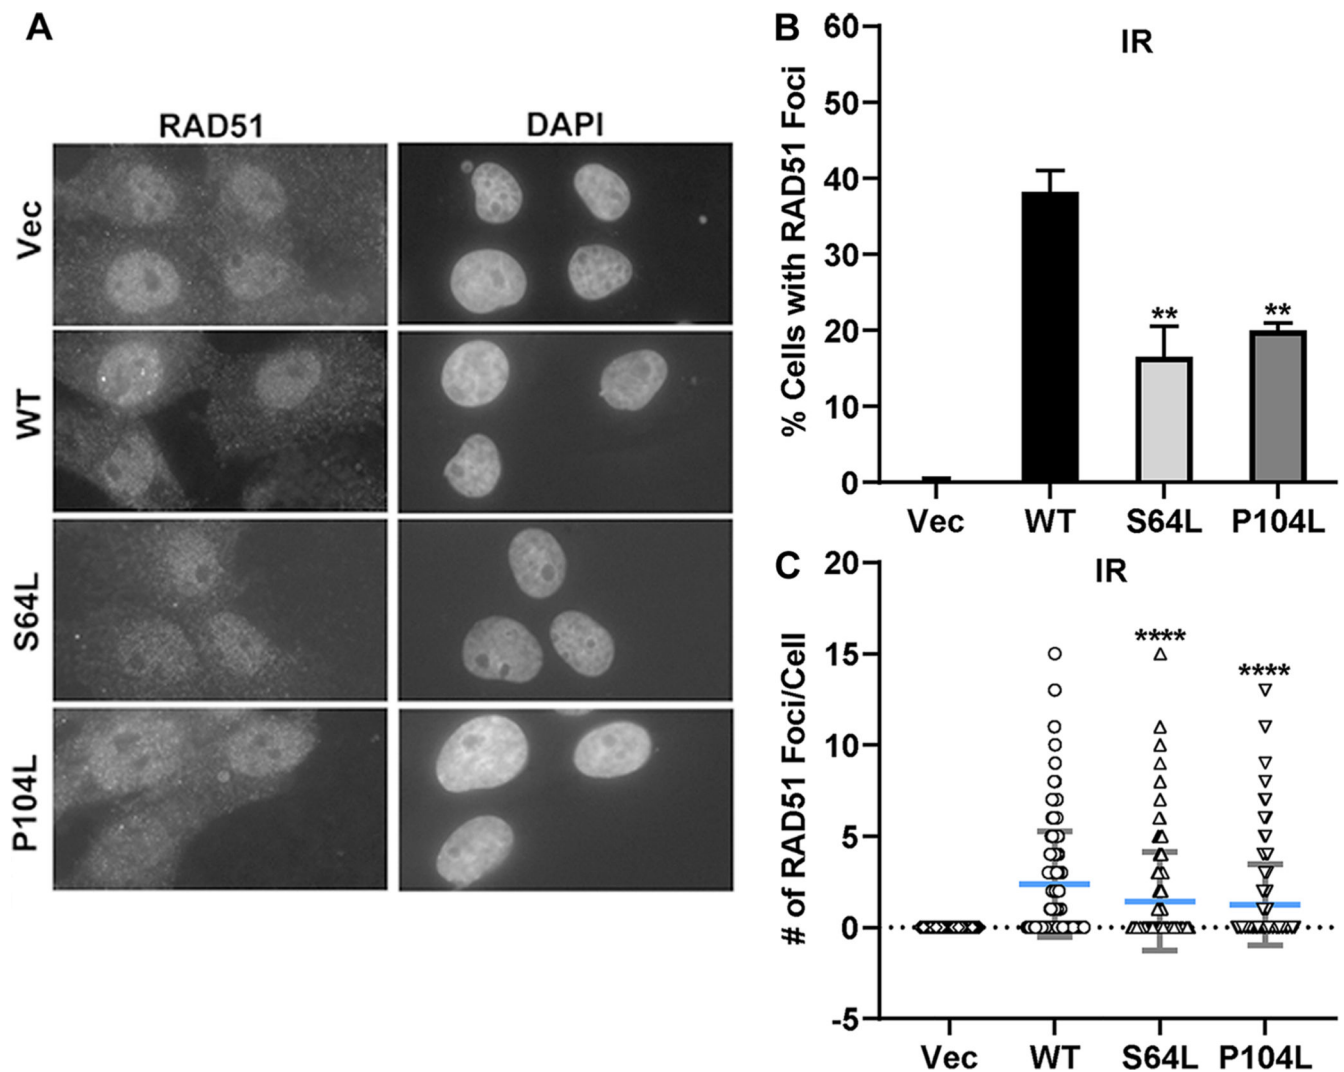 A
RAD51
DAPI
Vec
WT
S64L
P104L
B
IR
% Cells with RAD51 Foci
60
50
40
30
20
10
0
**
**
Vec
WT
S64L
P104L
C
IR
# of RAD51 Foci/Cell
20
15
10
5
0
-5
****
****
Vec
WT
S64L
P104L